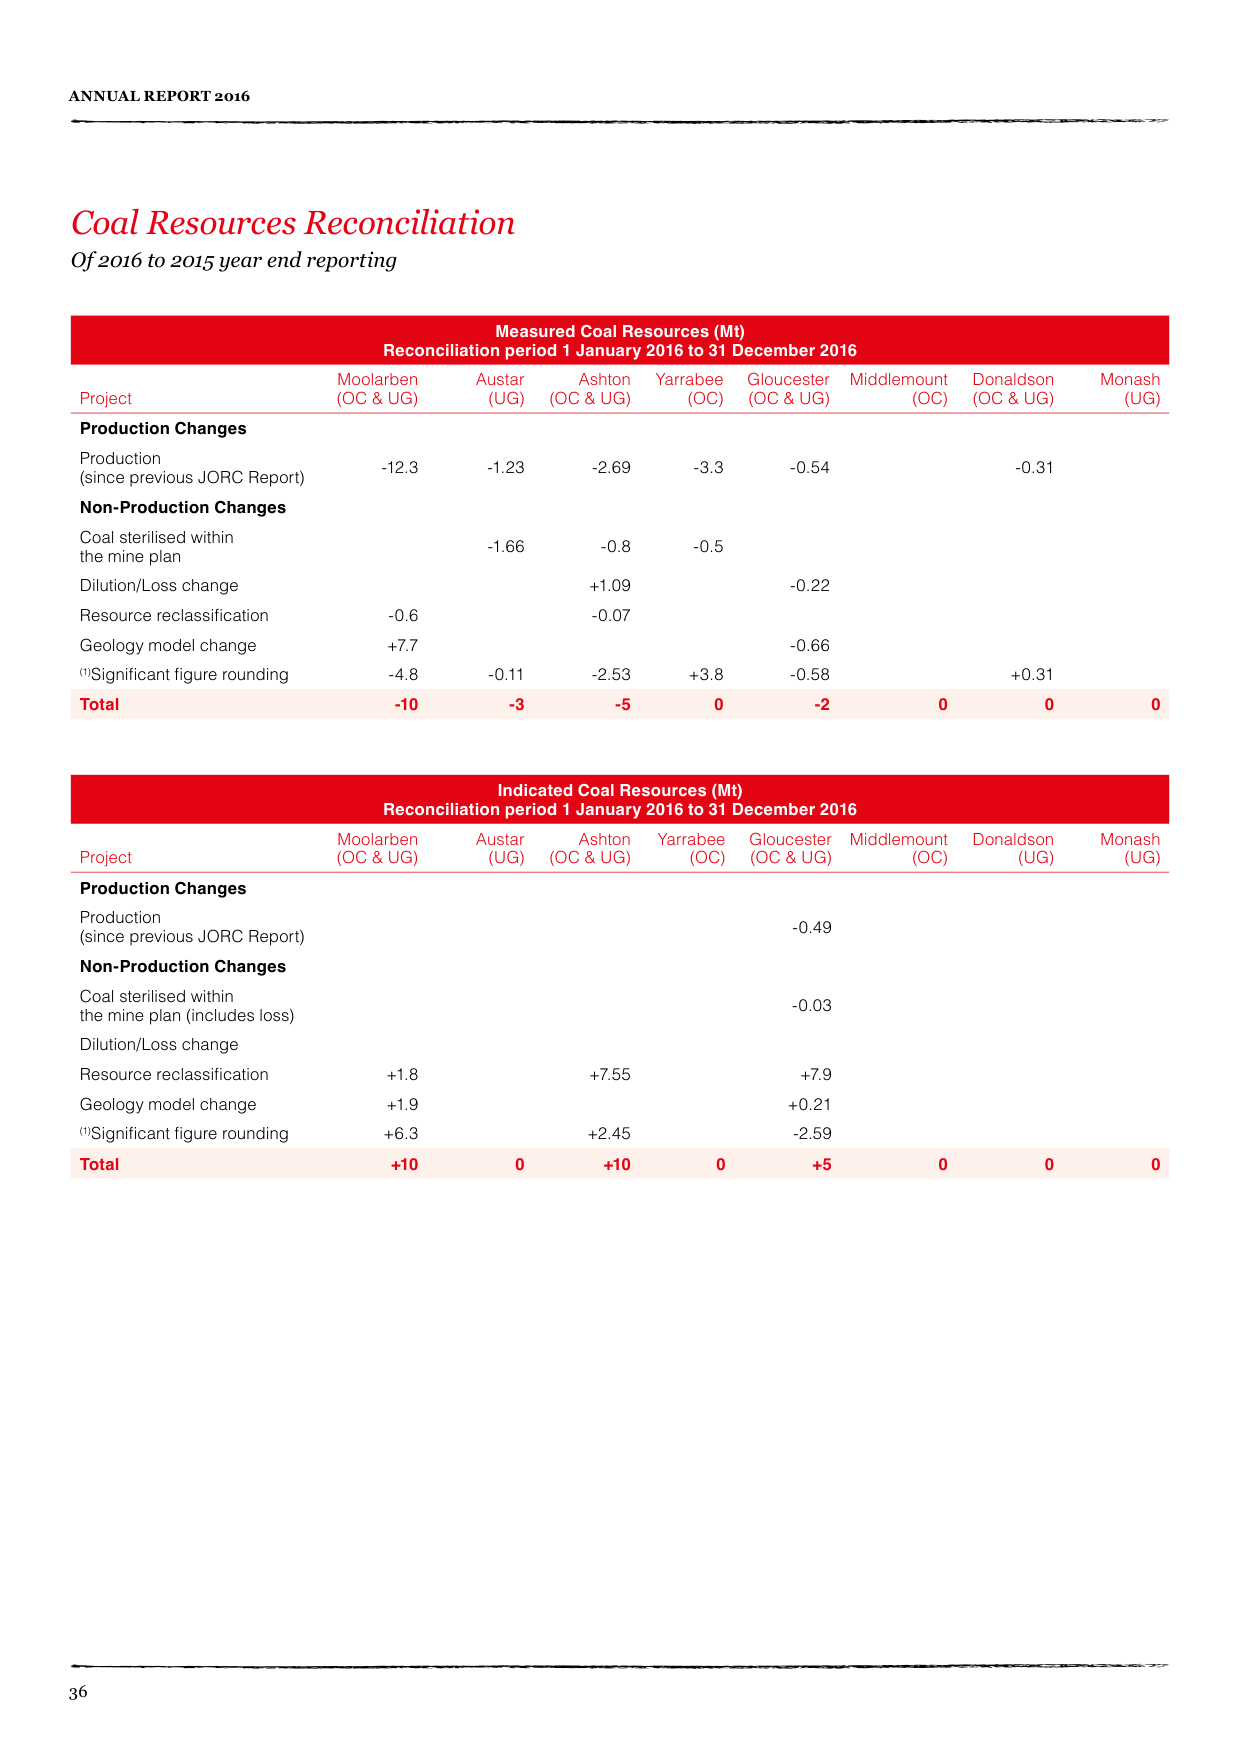 ANNUAL REPORT 2016
Coal Resources Reconciliation
Of 2016 to 2015 year end reporting
Measured Coal Resources (Mt)
Reconciliation period 1 January 2016 to 31 December 2016
Project Moolarben (OC & UG) Austar (UG) Ashton (OC & UG) Yarrabee (OC) Gloucester (OC & UG) Middlemount (OC) Donaldson (OC & UG) Monash (UG)
Production Changes
Production
(since previous JORC Report) -12.3 -1.23 -2.69 -3.3 -0.54 -0.31
Non-Production Changes
Coal sterilised within
the mine plan -1.66 -0.8 -0.5
Dilution/Loss change +1.09 -0.22
Resource reclassification -0.6 -0.07
Geology model change +7.7 -0.66
(1)Significant figure rounding -4.8 -0.11 -2.53 +3.8 -0.58 +0.31
Total -10 -3 -5 0 -2 0 0 0
Indicated Coal Resources (Mt)
Reconciliation period 1 January 2016 to 31 December 2016
Project Moolarben (OC & UG) Austar (UG) Ashton (OC & UG) Yarrabee (OC) Gloucester (OC & UG) Middlemount (OC) Donaldson (UG) Monash (UG)
Production Changes
Production
(since previous JORC Report) -0.49
Non-Production Changes
Coal sterilised within
the mine plan (includes loss) -0.03
Dilution/Loss change
Resource reclassification +1.8 +7.55 +7.9
Geology model change +1.9 +0.21
(1)Significant figure rounding +6.3 +2.45 -2.59
Total +10 0 +10 0 +5 0 0 0
36